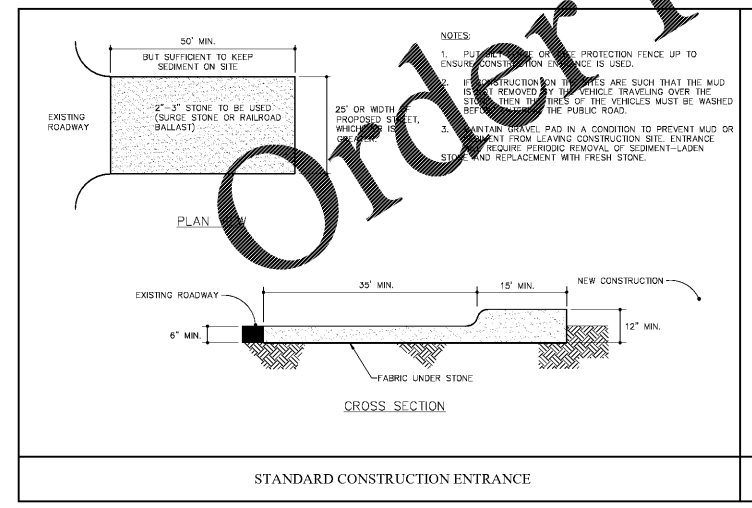 50' MIN.
BUT SUFFICIENT TO KEEP
SEDIMENT ON SITE
2"-3" STONE TO BE USED
(SURGE STONE OR RAILROAD
BALLAST)
EXISTING
ROADWAY
25' OR WIDTH OF
PROPOSED STREET,
WHICHEVER IS
GREATER.
PLAN VIEW
NOTES:
1. PUT SILT FENCE OR TREE PROTECTION FENCE UP TO
ENSURE CONSTRUCTION ENTRANCE IS USED.
2. IF CONSTRUCTION ON THE SITES ARE SUCH THAT THE MUD
IS NOT REMOVED BY THE VEHICLE TRAVELING OVER THE
STONE, THEN THE TIRES OF THE VEHICLES MUST BE WASHED
BEFORE ENTERING THE PUBLIC ROAD.
3. MAINTAIN GRAVEL PAD IN A CONDITION TO PREVENT MUD OR
SEDIMENT FROM LEAVING CONSTRUCTION SITE. ENTRANCE
WILL REQUIRE PERIODIC REMOVAL OF SEDIMENT-LADEN
STONE AND REPLACEMENT WITH FRESH STONE.
Order
35' MIN.
15' MIN.
NEW CONSTRUCTION
EXISTING ROADWAY
6" MIN.
12" MIN.
FABRIC UNDER STONE
CROSS SECTION
STANDARD CONSTRUCTION ENTRANCE